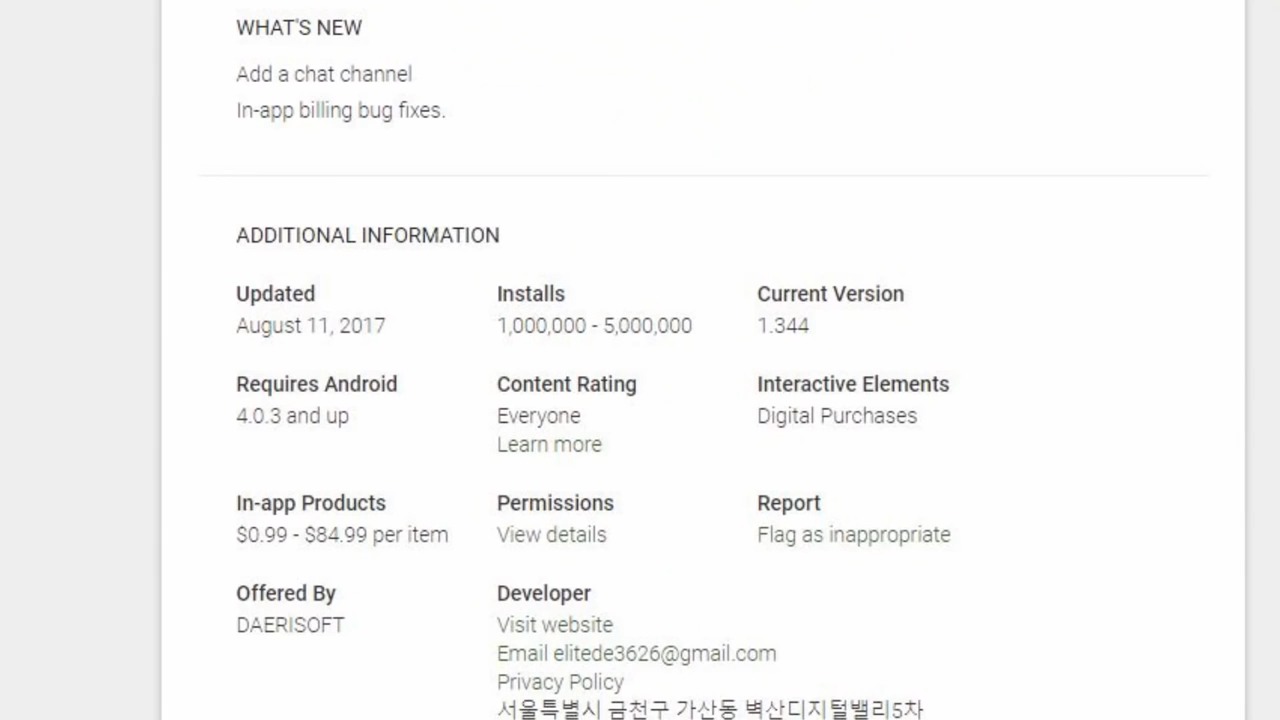 WHAT'S NEW
Add a chat channel
In-app billing bug fixes.
ADDITIONAL INFORMATION
Updated
August 11, 2017
Installs
1,000,000 - 5,000,000
Current Version
1.344
Requires Android
4.0.3 and up
Content Rating
Everyone
Learn more
Interactive Elements
Digital Purchases
In-app Products
$0.99 - $84.99 per item
Permissions
View details
Report
Flag as inappropriate
Offered By
DAERISOFT
Developer
Visit website
Email elitede3626@gmail.com
Privacy Policy
서울특별시 금천구 가산동 벽산디지털밸리5차